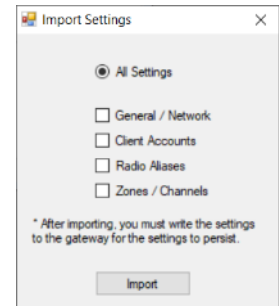 Import Settings
All Settings
General / Network
Client Accounts
Radio Aliases
Zones / Channels
* After importing, you must write the settings
to the gateway for the settings to persist.
Import